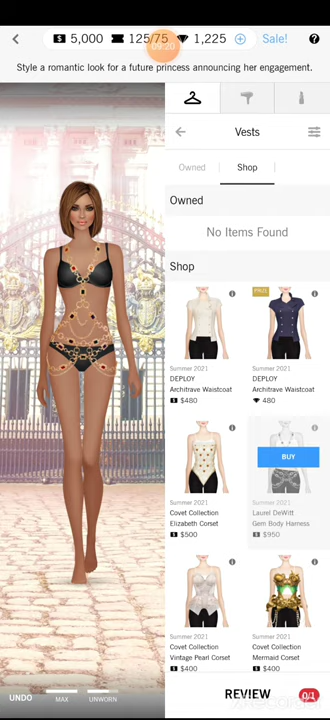 5,000 125/75 1,225 Sale!
09:20
Style a romantic look for a future princess announcing her engagement.
Vests
Owned Shop
Owned
No Items Found
Shop
Summer 2021
DEPLOY
Architrave Waistcoat
$480
Summer 2021
DEPLOY
Architrave Waistcoat
480
Summer 2021
Covet Collection
Elizabeth Corset
$500
BUY
Summer 2021
Laurel DeWitt
Gem Body Harness
$950
Summer 2021
Covet Collection
Vintage Pearl Corset
$400
Summer 2021
Covet Collection
Mermaid Corset
$400
UNDO MAX UNWORN
REVIEW 0/1